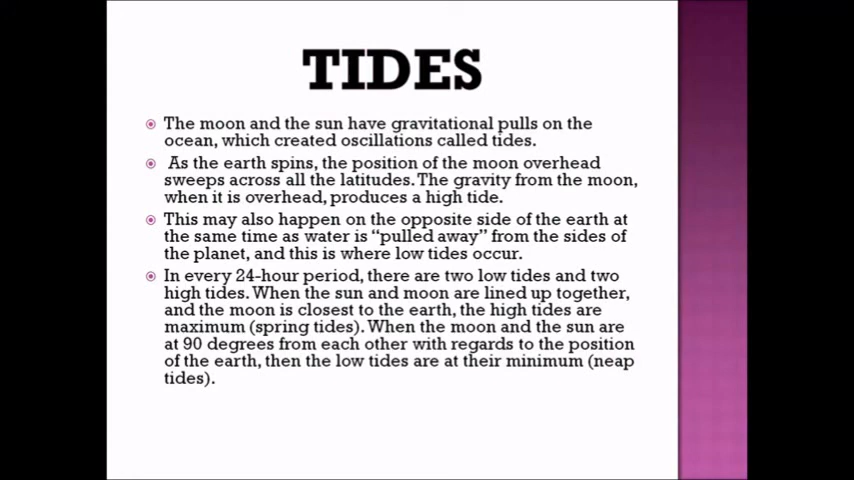 TIDES
The moon and the sun have gravitational pulls on the
ocean, which created oscillations called tides.
As the earth spins, the position of the moon overhead
sweeps across all the latitudes. The gravity from the moon,
when it is overhead, produces a high tide.
This may also happen on the opposite side of the earth at
the same time as water is “pulled away” from the sides of
the planet, and this is where low tides occur.
In every 24-hour period, there are two low tides and two
high tides. When the sun and moon are lined up together,
and the moon is closest to the earth, the high tides are
maximum (spring tides). When the moon and the sun are
at 90 degrees from each other with regards to the position
of the earth, then the low tides are at their minimum (neap
tides).